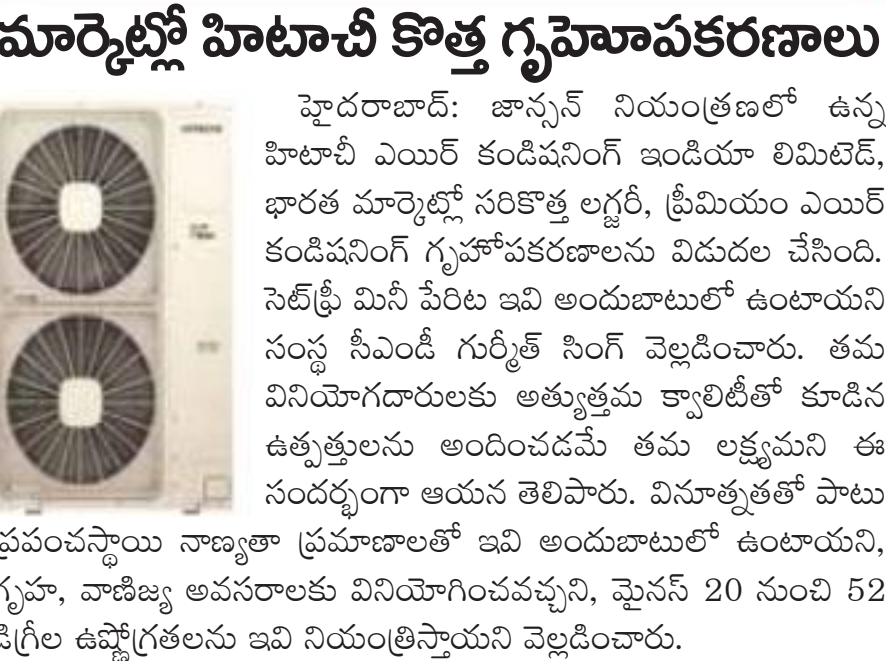 మార్కెట్లో హిటాచీ కొత్త గృహెూపకరణాలు
HITACHI
హైదరాబాద్: జాన్సన్ నియంత్రణలో ఉన్న
హిటాచీ ఎయిర్ కండిషనింగ్ ఇండియా లిమిటెడ్,
భారత మార్కెట్లో సరికొత్త లగ్జరీ, ప్రీమియం ఎయిర్
కండిషనింగ్ గృహోపకరణాలను విడుదల చేసింది.
సెట్‌ఫ్రీ మినీ పేరిట ఇవి అందుబాటులో ఉంటాయని
సంస్థ సీఎండీ గుర్మీత్ సింగ్ వెల్లడించారు. తమ
వినియోగదారులకు అత్యుత్తమ క్వాలిటీతో కూడిన
ఉత్పత్తులను అందించడమే తమ లక్ష్యమని ఈ
సందర్భంగా ఆయన తెలిపారు. వినూత్నతతో పాటు
ప్రపంచస్థాయి నాణ్యతా ప్రమాణాలతో ఇవి అందుబాటులో ఉంటాయని,
గృహ, వాణిజ్య అవసరాలకు వినియోగించవచ్చని, మైనస్ 20 నుంచి 52
డిగ్రీల ఉష్ణోగ్రతలను ఇవి నియంత్రిస్తాయని వెల్లడించారు.